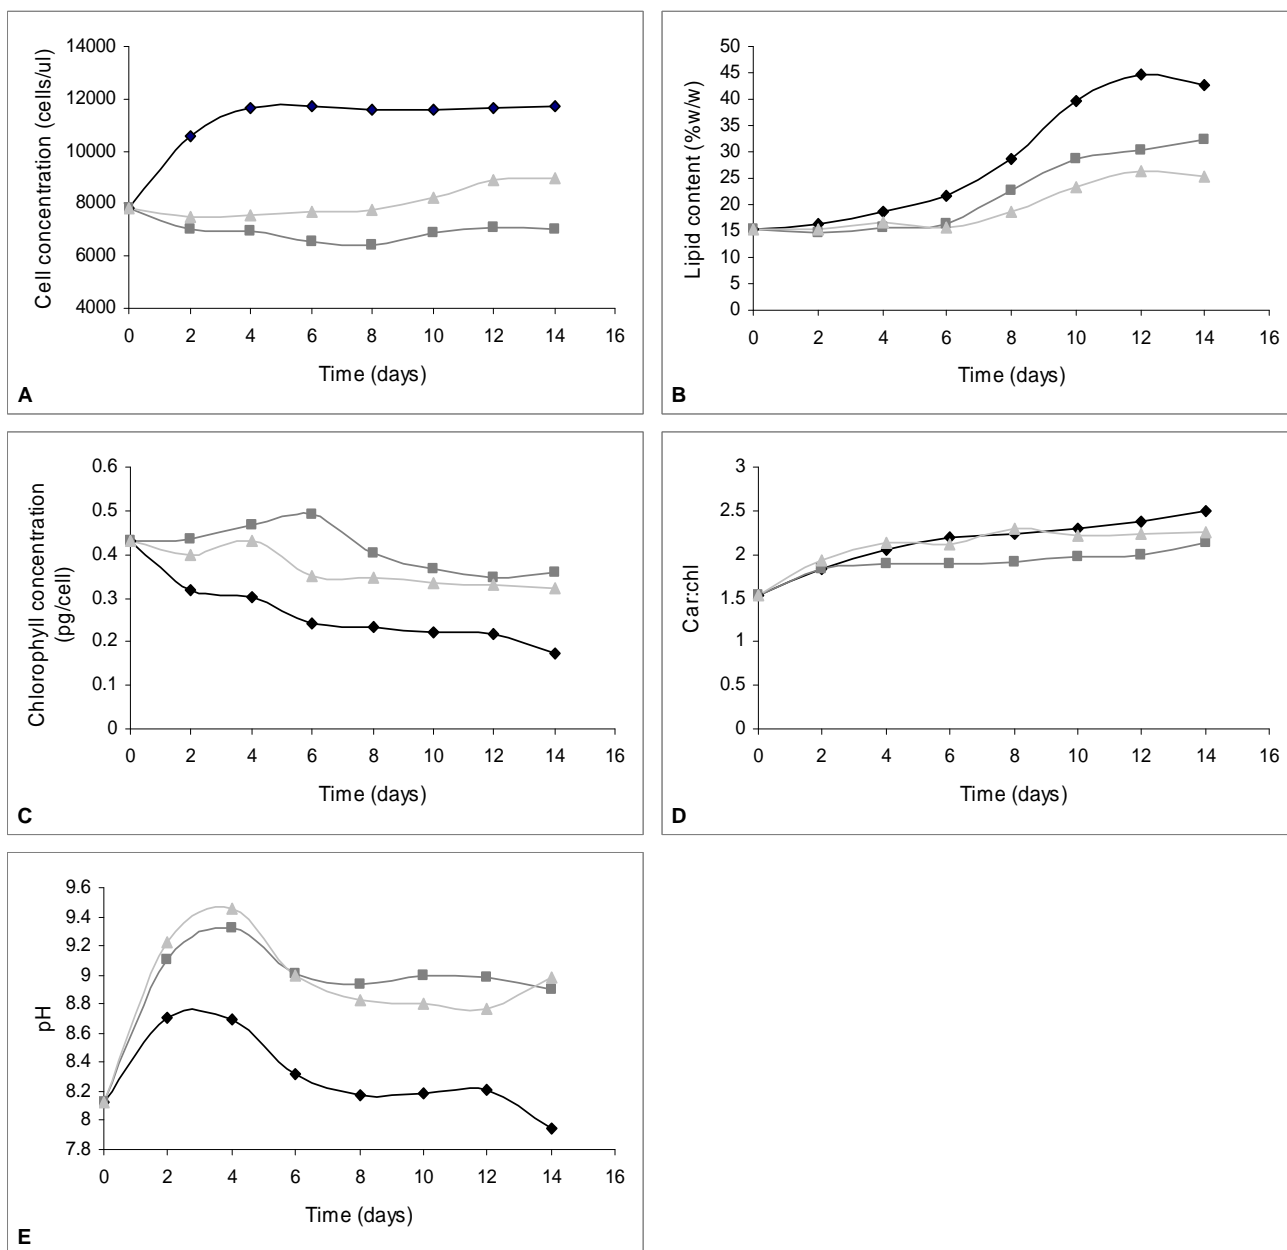 Cell concentration (cells/ul)
14000
12000
10000
8000
6000
4000
0 2 4 6 8 10 12 14 16
Time (days)
A
Lipid content (%w/w)
50
45
40
35
30
25
20
15
10
5
0
0 2 4 6 8 10 12 14 16
Time (days)
B
Chlorophyll concentration
(pg/cell)
0.6
0.5
0.4
0.3
0.2
0.1
0
0 2 4 6 8 10 12 14 16
Time (days)
C
Car:chl
3
2.5
2
1.5
1
0.5
0
0 2 4 6 8 10 12 14 16
Time (days)
D
pH
9.6
9.4
9.2
9
8.8
8.6
8.4
8.2
8
7.8
0 2 4 6 8 10 12 14 16
Time (days)
E